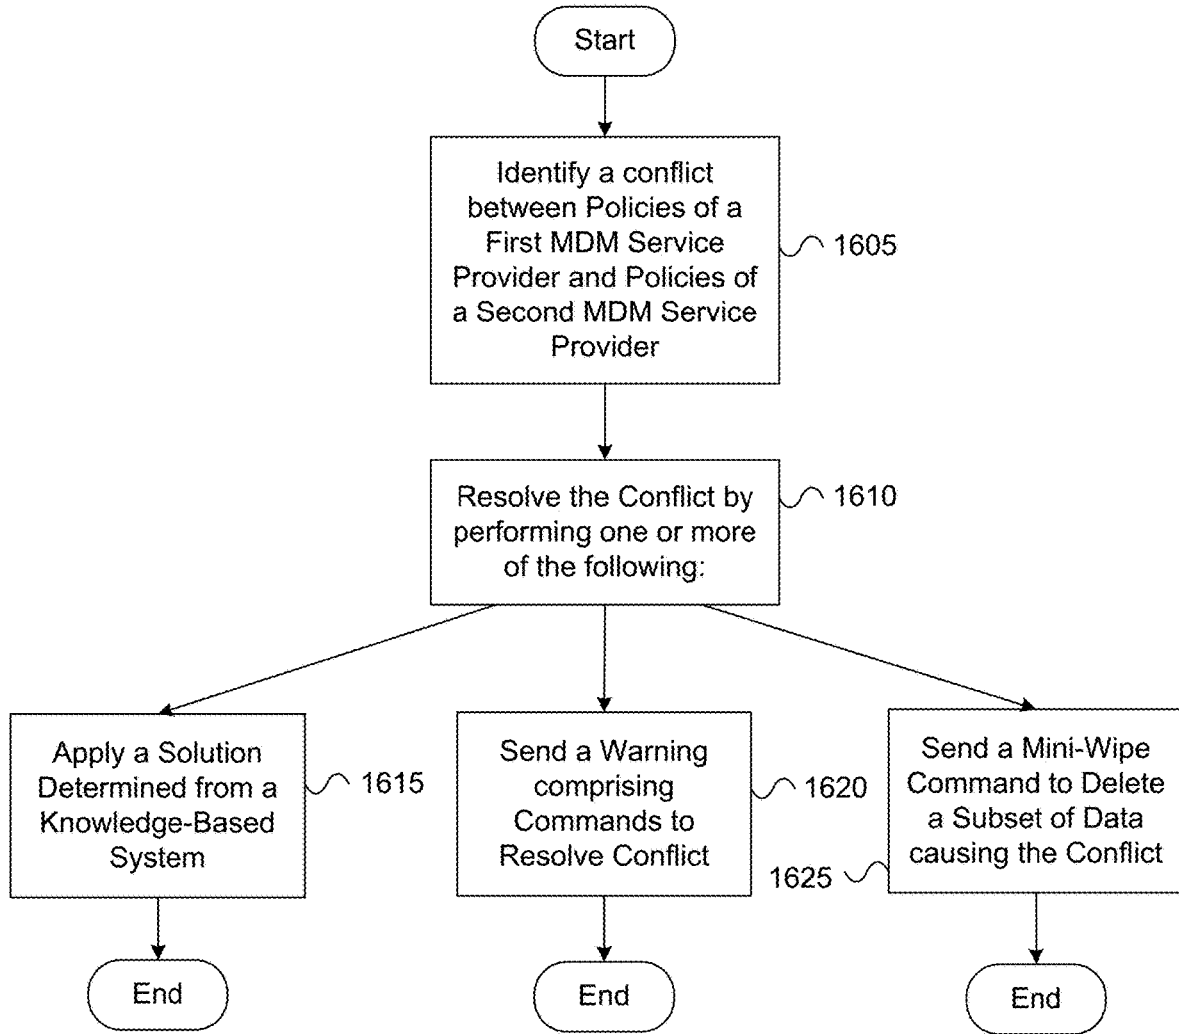 Start
Identify a conflict
between Policies of a
First MDM Service
Provider and Policies of
a Second MDM Service
Provider
1605
Resolve the Conflict by
performing one or more
of the following:
1610
Apply a Solution
Determined from a
Knowledge-Based
System
1615
Send a Warning
comprising
Commands to
Resolve Conflict
1620
Send a Mini-Wipe
Command to Delete
a Subset of Data
causing the Conflict
1625
End
End
End